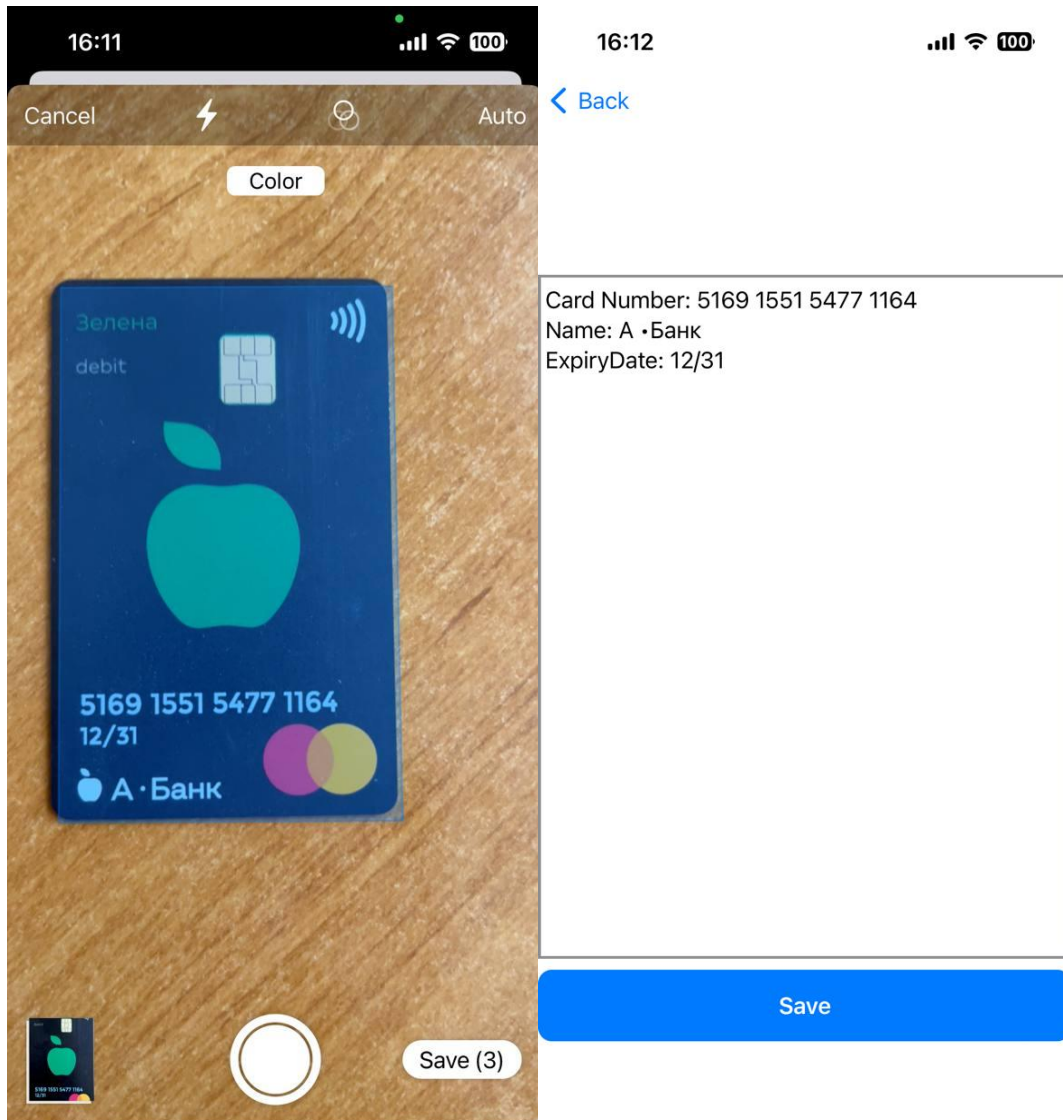 16:11
100
Cancel
Auto
Color
Зелена
debit
5169 1551 5477 1164
12/31
А·Банк
Save (3)
16:12
100
Back
Card Number: 5169 1551 5477 1164
Name: А •Банк
ExpiryDate: 12/31
Save